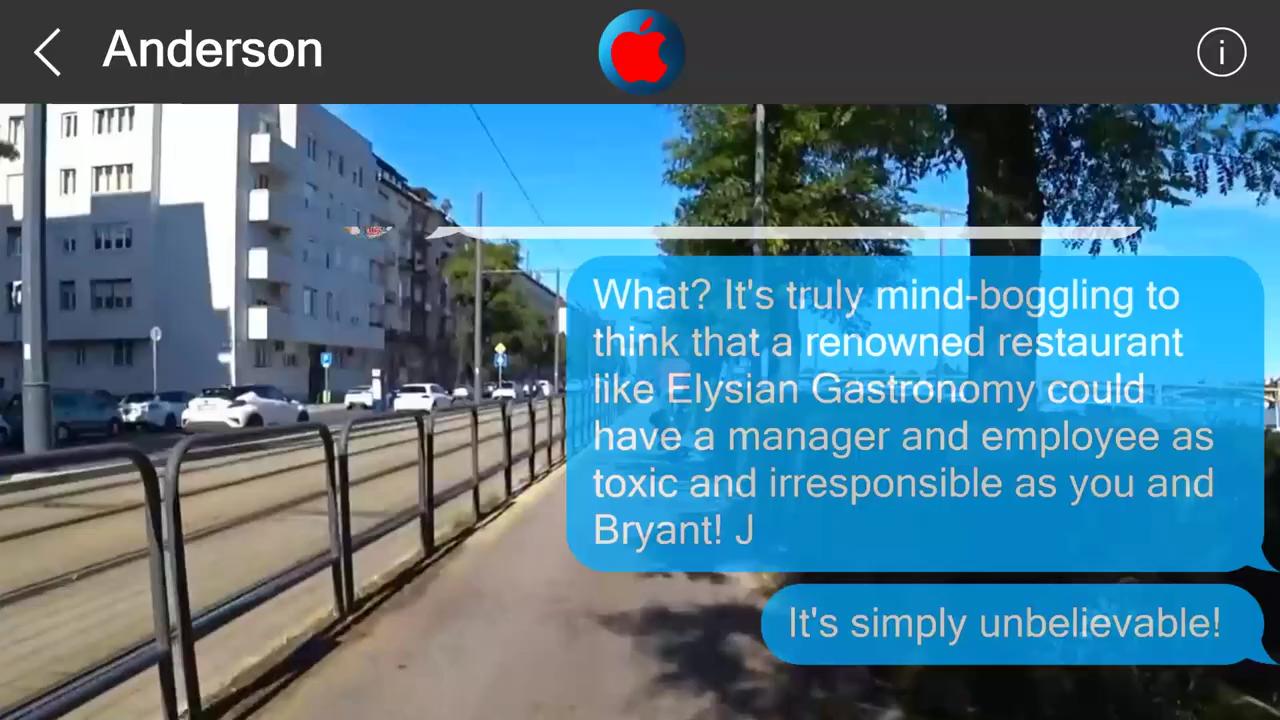 Anderson
i
What? It's truly mind-boggling to
think that a renowned restaurant
like Elysian Gastronomy could
have a manager and employee as
toxic and irresponsible as you and
Bryant! J
It's simply unbelievable!